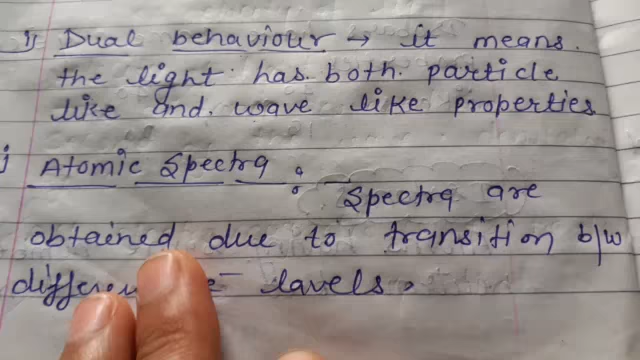 1) Dual behaviour → it means
the light has both particle
like and wave like properties
Atomic Spectra :
Spectra are
obtained due to transition b/w
e⁻ lavels.